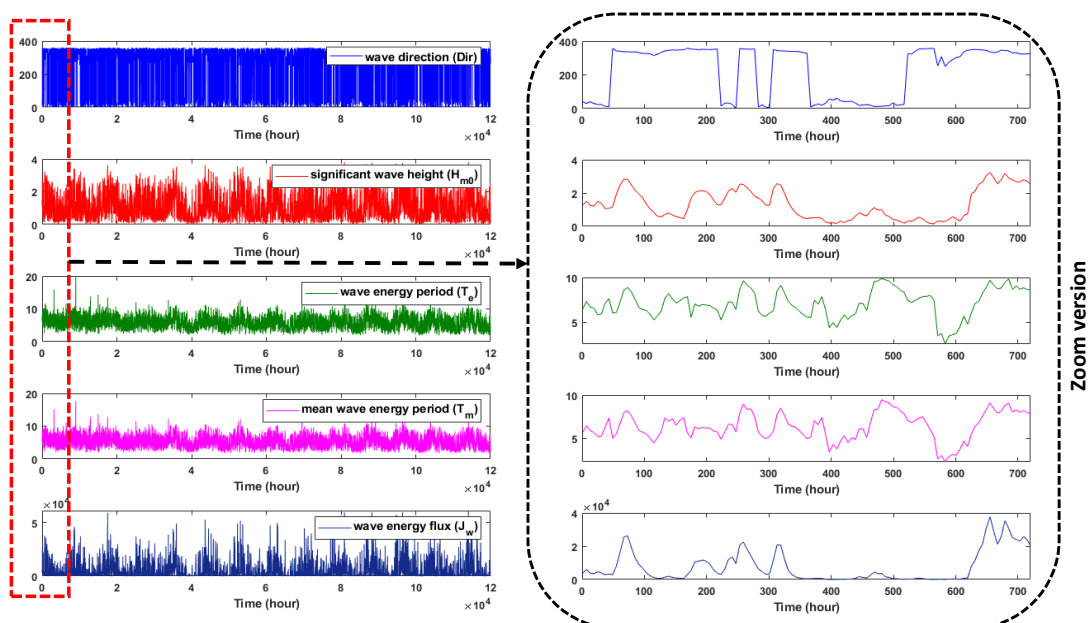 wave direction (Dir)
400
200
0
0 2 4 6 8 10 12
Time (hour)
× 10^4
400
200
0
0 100 200 300 400 500 600 700
Time (hour)
significant wave height (H_m0)
4
2
0
0 2 4 6 8 10 12
Time (hour)
× 10^4
4
2
0
0 100 200 300 400 500 600 700
Time (hour)
wave energy period (T_e)
20
10
0
0 2 4 6 8 10 12
Time (hour)
× 10^4
10
5
0 100 200 300 400 500 600 700
Time (hour)
mean wave energy period (T_m)
20
10
0
0 2 4 6 8 10 12
Time (hour)
× 10^4
10
5
0 100 200 300 400 500 600 700
Time (hour)
× 10^4
wave energy flux (J_w)
5
0
0 2 4 6 8 10 12
Time (hour)
× 10^4
× 10^4
4
2
0
0 100 200 300 400 500 600 700
Time (hour)
Zoom version